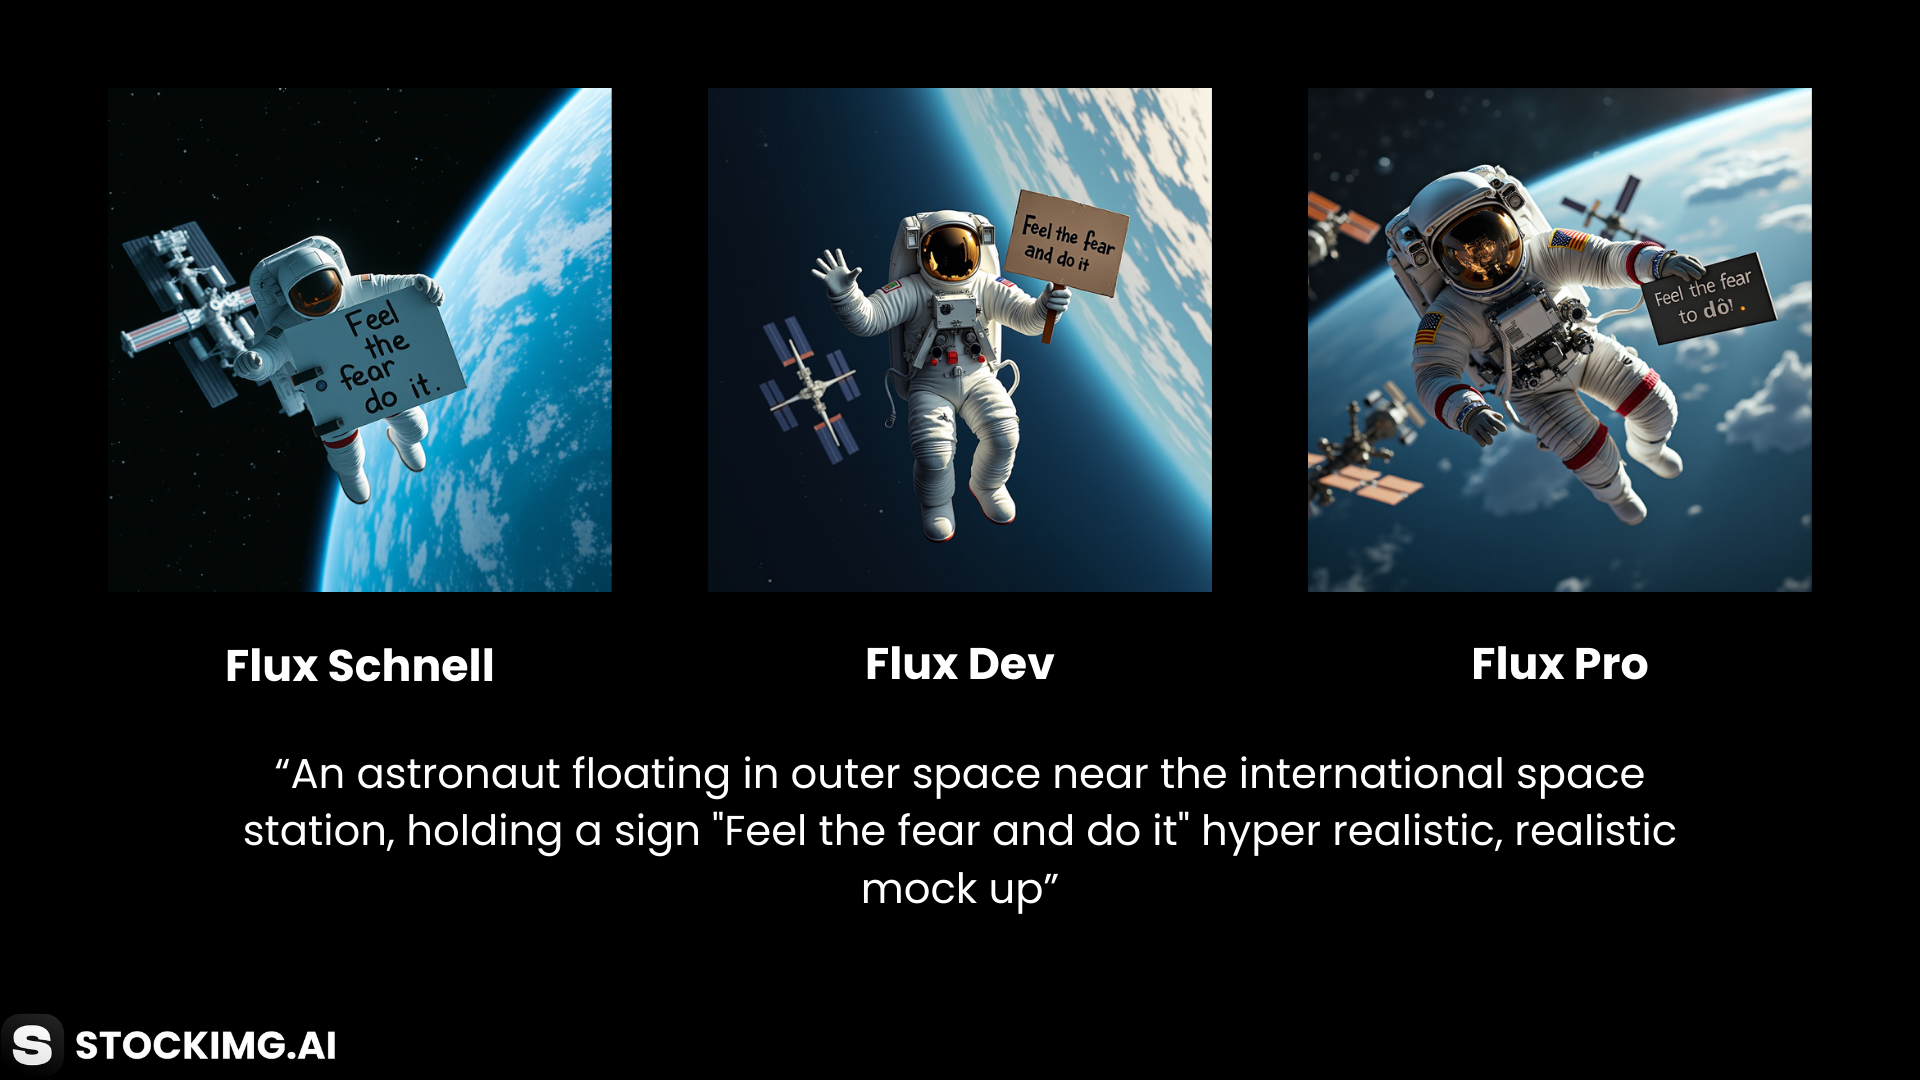 Feel
the
fear
do it.
Feel the fear
and do it
Feel the fear
to dô!.
Flux Schnell
Flux Dev
Flux Pro
“An astronaut floating in outer space near the international space
station, holding a sign "Feel the fear and do it" hyper realistic, realistic
mock up”
S STOCKIMG.AI